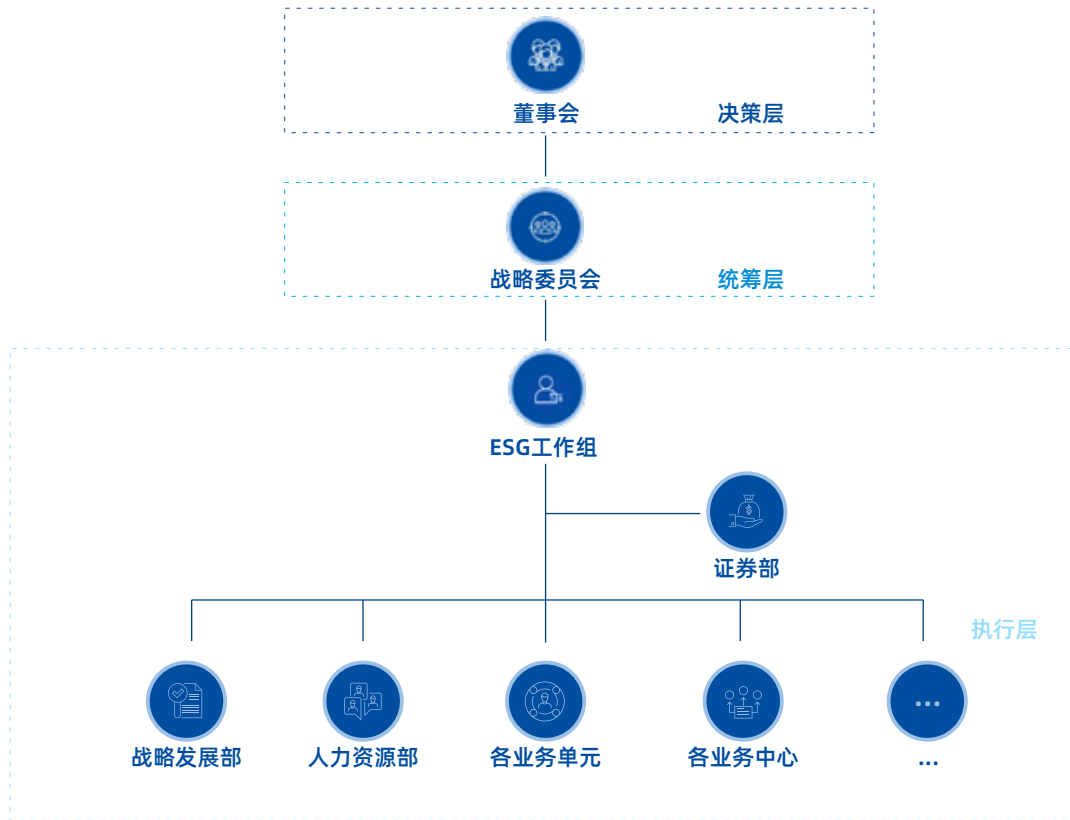 董事会
决策层
战略委员会
统筹层
ESG工作组
证券部
执行层
战略发展部
人力资源部
各业务单元
各业务中心
...